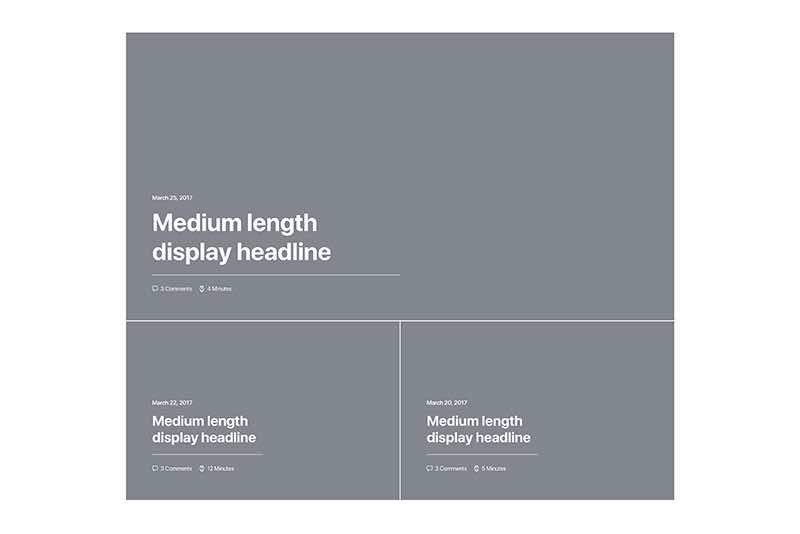 March 25, 2017
Medium length
display headline
3 Comments 4 Minutes
March 22, 2017
Medium length
display headline
3 Comments 12 Minutes
March 20, 2017
Medium length
display headline
3 Comments 5 Minutes